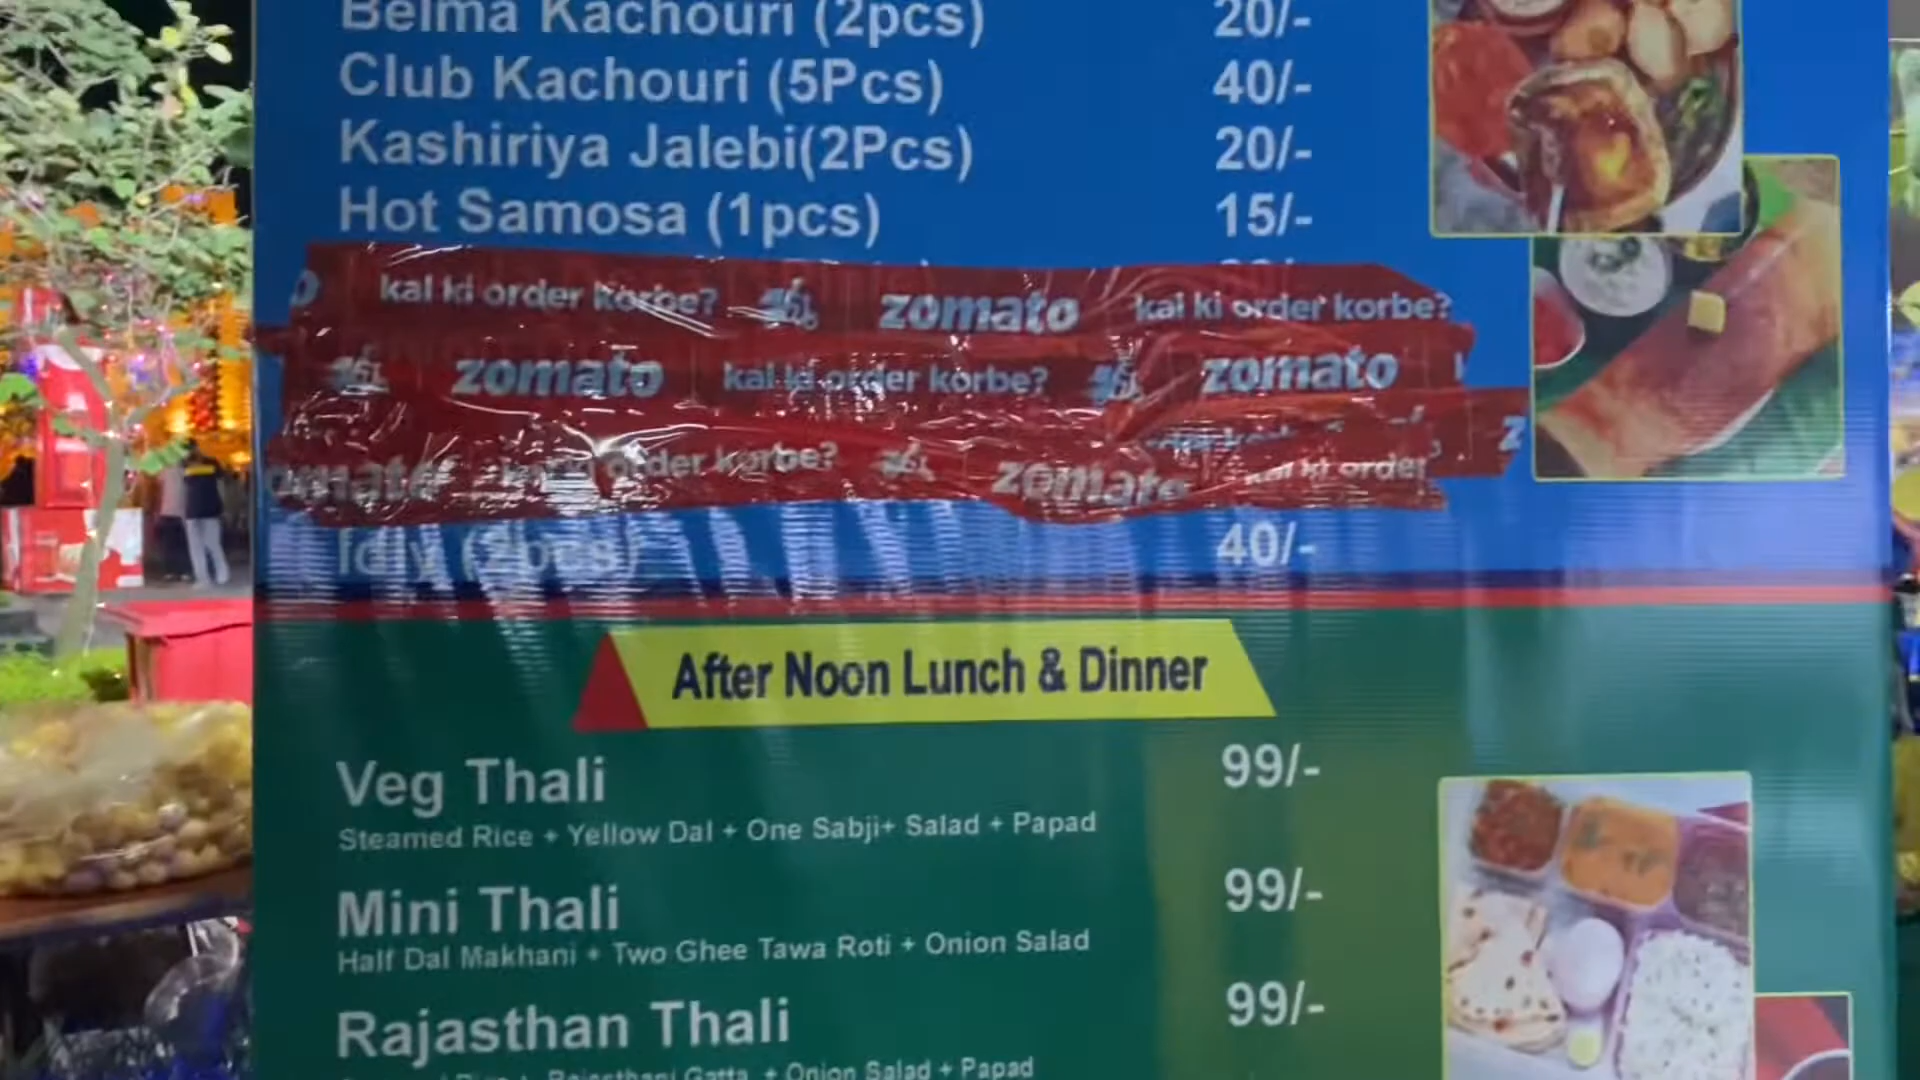 Belma Kachouri (2pcs) 20/-
Club Kachouri (5Pcs) 40/-
Kashiriya Jalebi(2Pcs) 20/-
Hot Samosa (1pcs) 15/-
kal ki order korbe? zomato kal ki order korbe?
zomato kal ki order korbe? zomato
zomato kal ki order korbe? zomato kal ki order
Idly (2pcs) 40/-
After Noon Lunch & Dinner
Veg Thali 99/-
Steamed Rice + Yellow Dal + One Sabji+ Salad + Papad
Mini Thali 99/-
Half Dal Makhani + Two Ghee Tawa Roti + Onion Salad
Rajasthan Thali 99/-
Rajasthani Gatta + Onion Salad + Papad